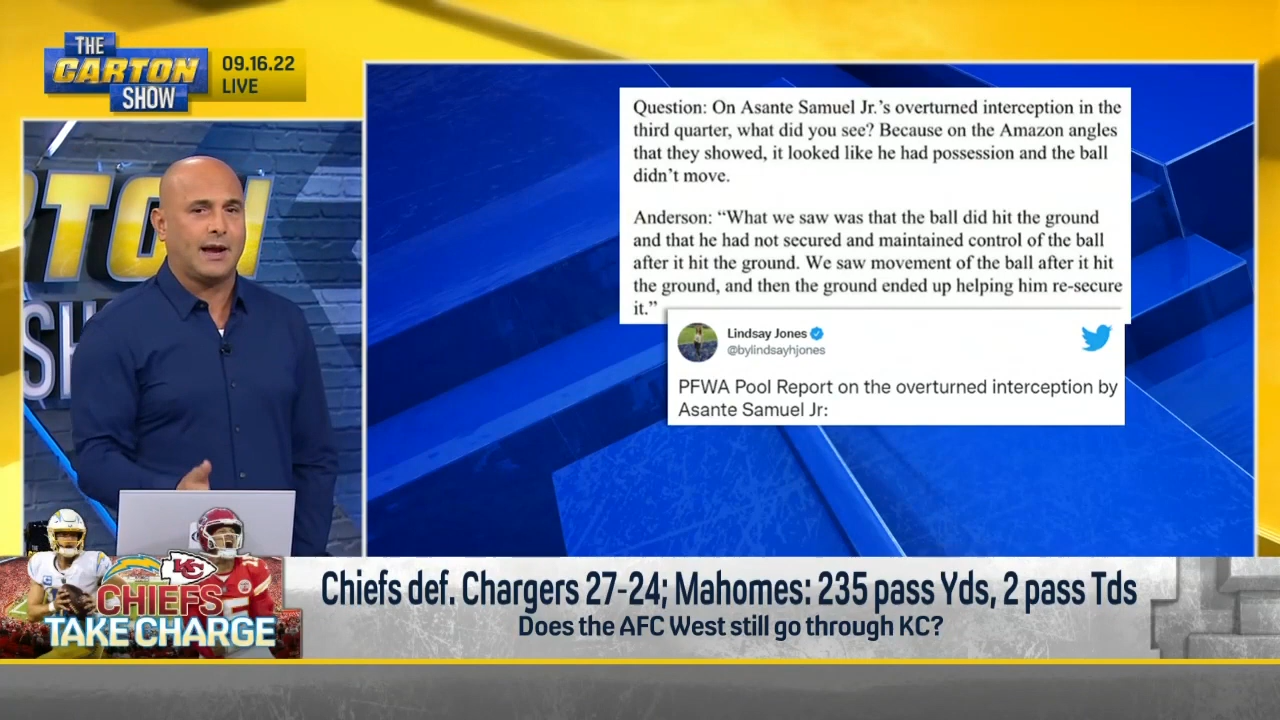 THE
CARTON
SHOW
09.16.22
LIVE
Question: On Asante Samuel Jr.’s overturned interception in the
third quarter, what did you see? Because on the Amazon angles
that they showed, it looked like he had possession and the ball
didn’t move.
Anderson: “What we saw was that the ball did hit the ground
and that he had not secured and maintained control of the ball
after it hit the ground. We saw movement of the ball after it hit
the ground, and then the ground ended up helping him re-secure
it.”
Lindsay Jones
@bylindsayhjones
PFWA Pool Report on the overturned interception by
Asante Samuel Jr:
RTON
SH
KC
CHIEFS
TAKE CHARGE
Chiefs def. Chargers 27-24; Mahomes: 235 pass Yds, 2 pass Tds
Does the AFC West still go through KC?